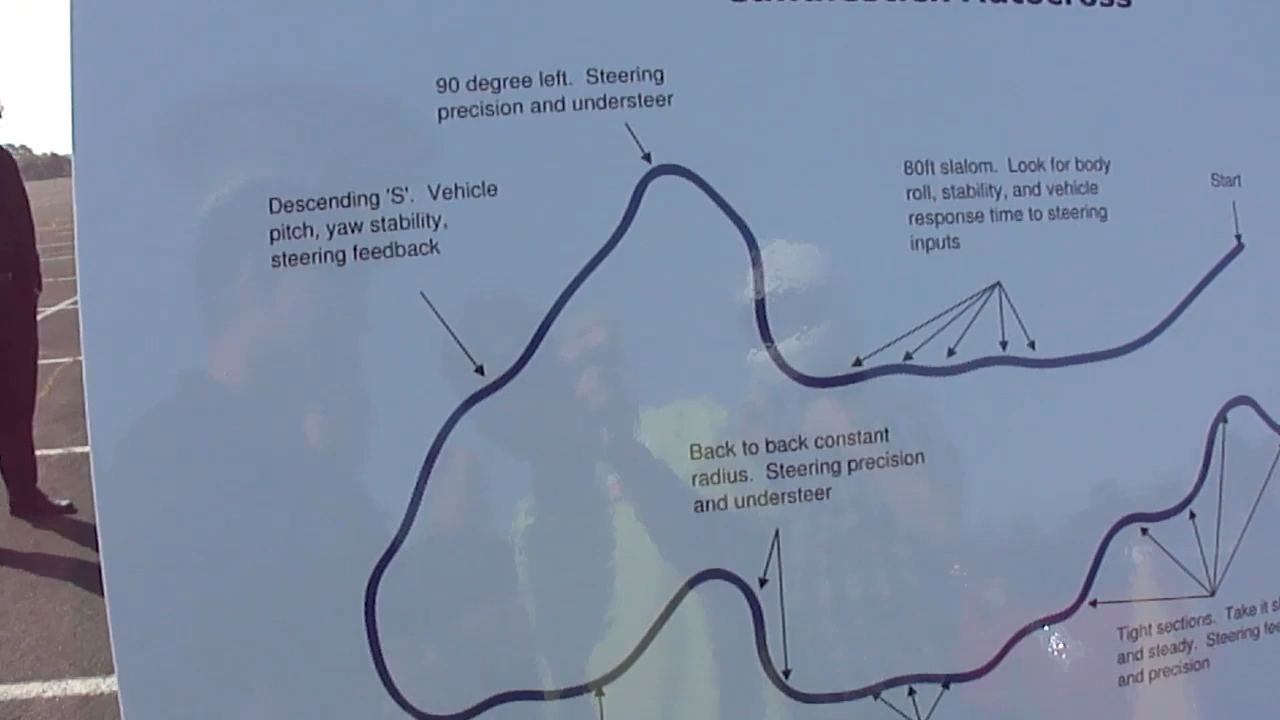 Autocross
90 degree left. Steering
precision and understeer
80ft slalom. Look for body
roll, stability, and vehicle
response time to steering
inputs
Start
Descending 'S'. Vehicle
pitch, yaw stability,
steering feedback
Back to back constant
radius. Steering precision
and understeer
Tight sections. Take it
and steady. Steering
and precision